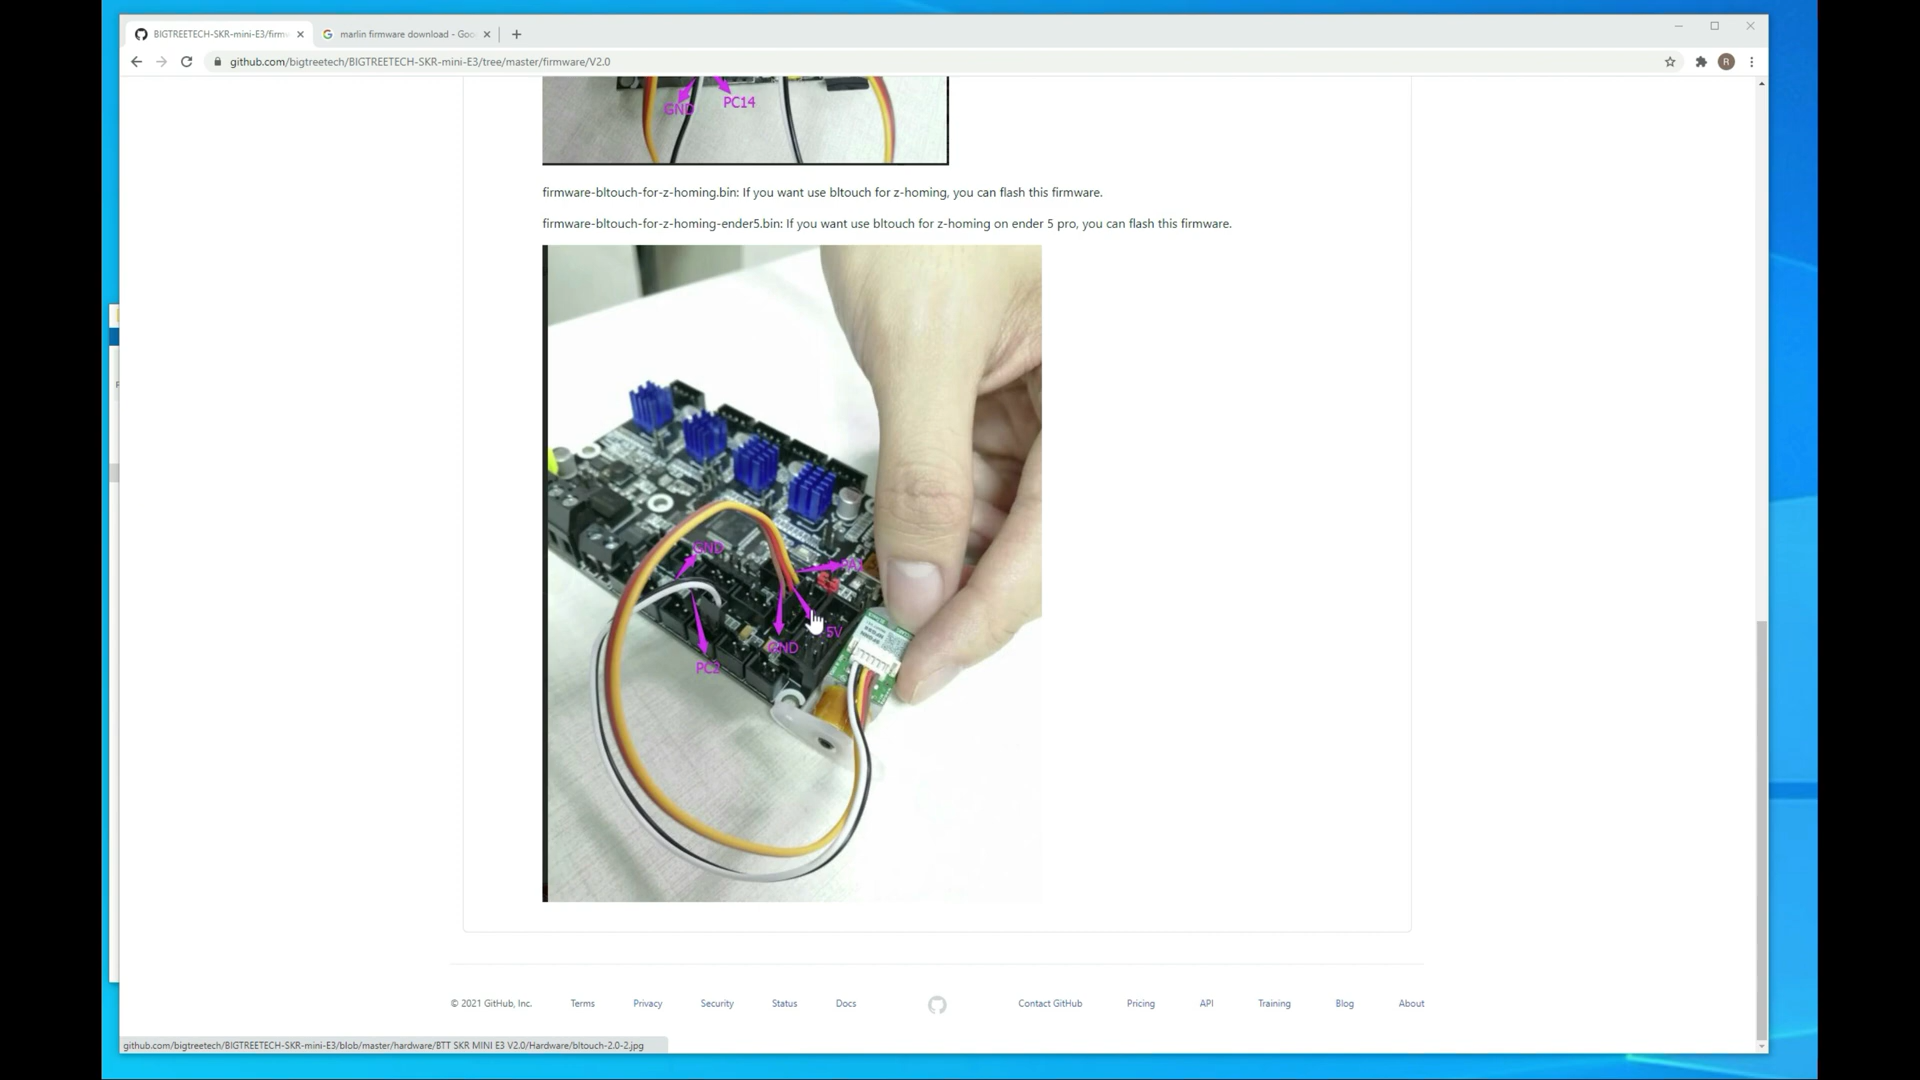 BIGTREETECH-SKR-mini-E3/firmw
marlin firmware download - Goo
github.com/bigtreetech/BIGTREETECH-SKR-mini-E3/tree/master/firmware/V2.0
R
GND
PC14
firmware-bltouch-for-z-homing.bin: If you want use bltouch for z-homing, you can flash this firmware.
firmware-bltouch-for-z-homing-ender5.bin: If you want use bltouch for z-homing on ender 5 pro, you can flash this firmware.
GND
PA1
5V
GND
PC2
© 2021 GitHub, Inc. Terms Privacy Security Status Docs Contact GitHub Pricing API Training Blog About
github.com/bigtreetech/BIGTREETECH-SKR-mini-E3/blob/master/hardware/BTT SKR MINI E3 V2.0/Hardware/bltouch-2.0-2.jpg